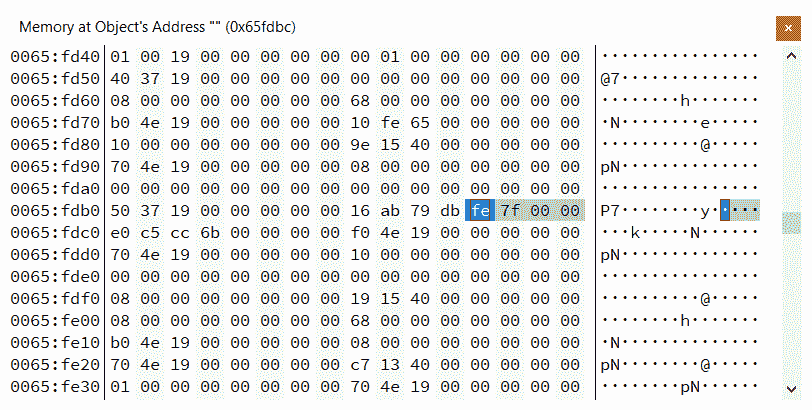 Memory at Object's Address "" (0x65fdbc)
0065:fd40 01 00 19 00 00 00 00 00 00 01 00 00 00 00 00 00 ················
0065:fd50 40 37 19 00 00 00 00 00 00 00 00 00 00 00 00 00 @7··············
0065:fd60 08 00 00 00 00 00 00 00 68 00 00 00 00 00 00 00 ········h·······
0065:fd70 b0 4e 19 00 00 00 00 00 10 fe 65 00 00 00 00 00 ·N········e·····
0065:fd80 10 00 00 00 00 00 00 00 9e 15 40 00 00 00 00 00 ··········@·····
0065:fd90 70 4e 19 00 00 00 00 00 08 00 00 00 00 00 00 00 pN··············
0065:fda0 00 00 00 00 00 00 00 00 00 00 00 00 00 00 00 00 ················
0065:fdb0 50 37 19 00 00 00 00 00 16 ab 79 db fe 7f 00 00 P7········y·····
0065:fdc0 e0 c5 cc 6b 00 00 00 00 f0 4e 19 00 00 00 00 00 ···k·····N······
0065:fdd0 70 4e 19 00 00 00 00 00 10 00 00 00 00 00 00 00 pN··············
0065:fde0 00 00 00 00 00 00 00 00 00 00 00 00 00 00 00 00 ················
0065:fdf0 08 00 00 00 00 00 00 00 19 15 40 00 00 00 00 00 ··········@·····
0065:fe00 08 00 00 00 00 00 00 00 68 00 00 00 00 00 00 00 ········h·······
0065:fe10 b0 4e 19 00 00 00 00 00 08 00 00 00 00 00 00 00 ·N··············
0065:fe20 70 4e 19 00 00 00 00 00 c7 13 40 00 00 00 00 00 pN········@·····
0065:fe30 01 00 00 00 00 00 00 00 70 4e 19 00 00 00 00 00 ········pN······